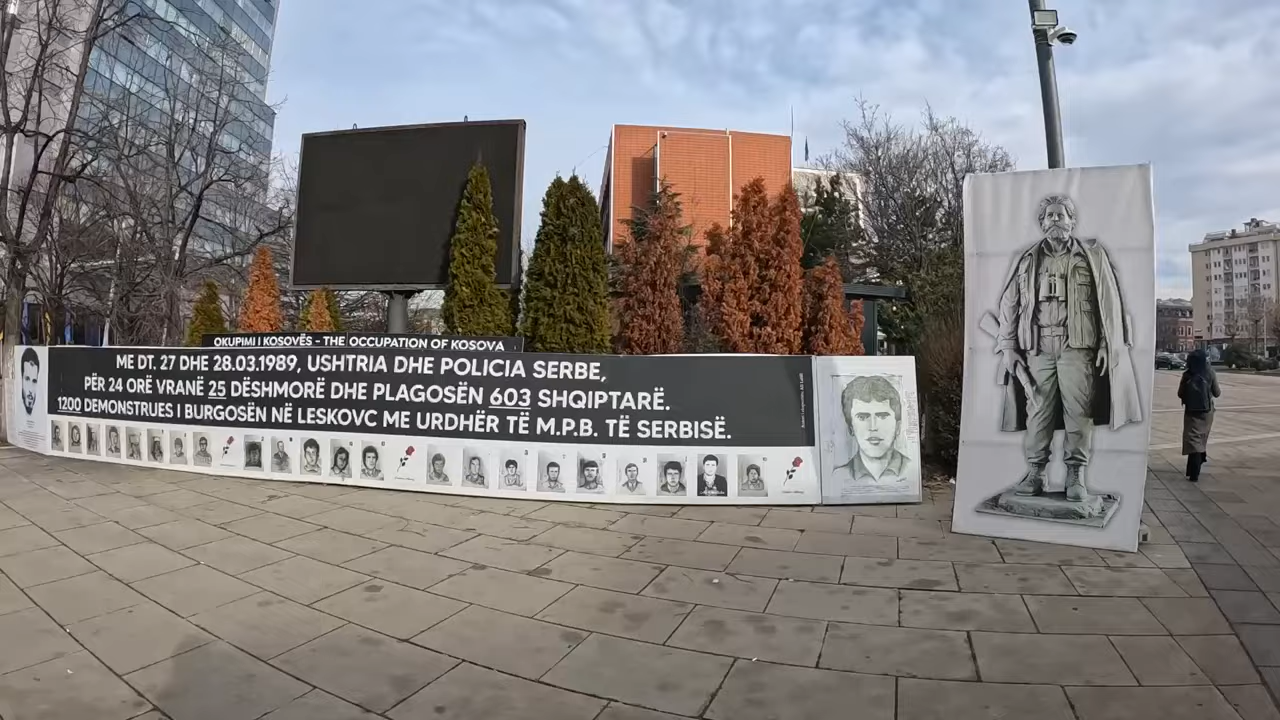 OKUPIMI I KOSOVËS - THE OCCUPATION OF KOSOVA
ME DT. 27 DHE 28.03.1989, USHTRIA DHE POLICIA SERBE,
PËR 24 ORË VRANË 25 DËSHMORË DHE PLAGOSËN 603 SHQIPTARË.
1200 DEMONSTRUES I BURGOSËN NË LESKOVC ME URDHËR TË M.P.B. TË SERBISË.